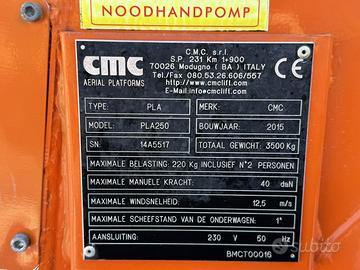 NOODHANDPOMP
cmc
AERIAL PLATFORMS
C.M.C. s.r.l.
S.P. 231 Km 1+900
70026 Modugno ( BA ) ITALY
Tel./Fax 080.53.26.606/557
www.cmclift.com
E-Mail info@cmclift.com
CE
TYPE: PLA MERK: CMC
MODEL: PLA250 BOUWJAAR: 2015
SN: 14A5517 TOTAAL GEWICHT: 3500Kg
MAXIMALE BELASTING: 220 Kg INCLUSIEF N°2 PERSONEN
MAXIMALE MANUELE KRACHT: 40 daN
MAXIMALE WINDSNELHEID: 12,5 m/s
MAXIMALE SCHEEFSTAND VAN DE ONDERWAGEN: 1°
AANSLUITING: 230 V 50 Hz
BMCT00016
subito